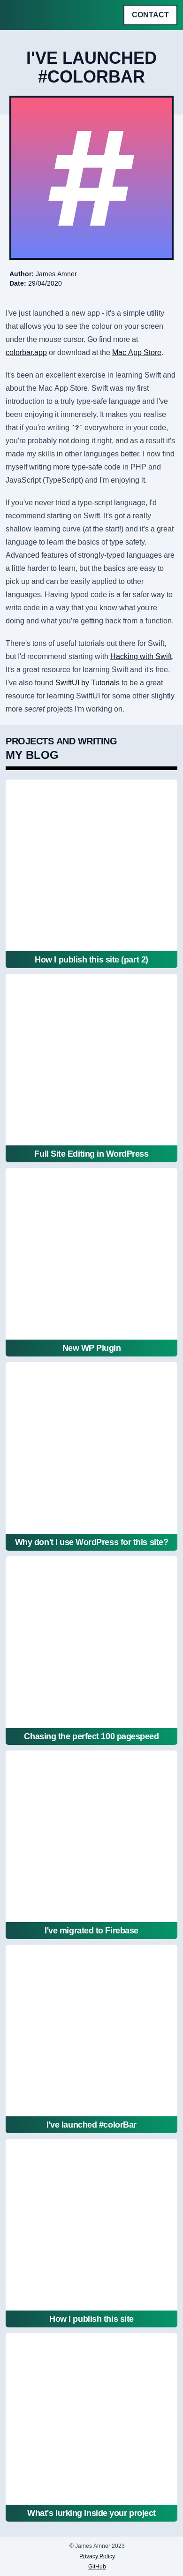 CONTACT
I'VE LAUNCHED
#COLORBAR
#
Author: James Amner
Date: 29/04/2020
I've just launched a new app - it's a simple utility
that allows you to see the colour on your screen
under the mouse cursor. Go find more at
colorbar.app or download at the Mac App Store.
It's been an excellent exercise in learning Swift and
about the Mac App Store. Swift was my first
introduction to a truly type-safe language and I've
been enjoying it immensely. It makes you realise
that if you're writing `?` everywhere in your code,
you're probably not doing it right, and as a result it's
made my skills in other languages better. I now find
myself writing more type-safe code in PHP and
JavaScript (TypeScript) and I'm enjoying it.
If you've never tried a type-script language, I'd
recommend starting on Swift. It's got a really
shallow learning curve (at the start!) and it's a great
language to learn the basics of type safety.
Advanced features of strongly-typed languages are
a little harder to learn, but the basics are easy to
pick up and can be easily applied to other
languages. Having typed code is a far safer way to
write code in a way that you know what you're
doing and what you're getting back from a function.
There's tons of useful tutorials out there for Swift,
but I'd recommend starting with Hacking with Swift.
It's a great resource for learning Swift and it's free.
I've also found SwiftUI by Tutorials to be a great
resource for learning SwiftUI for some other slightly
more secret projects I'm working on.
PROJECTS AND WRITING
MY BLOG
How I publish this site (part 2)
Full Site Editing in WordPress
New WP Plugin
Why don't I use WordPress for this site?
Chasing the perfect 100 pagespeed
I've migrated to Firebase
I've launched #colorBar
How I publish this site
What's lurking inside your project
© James Amner 2023
Privacy Policy
GitHub